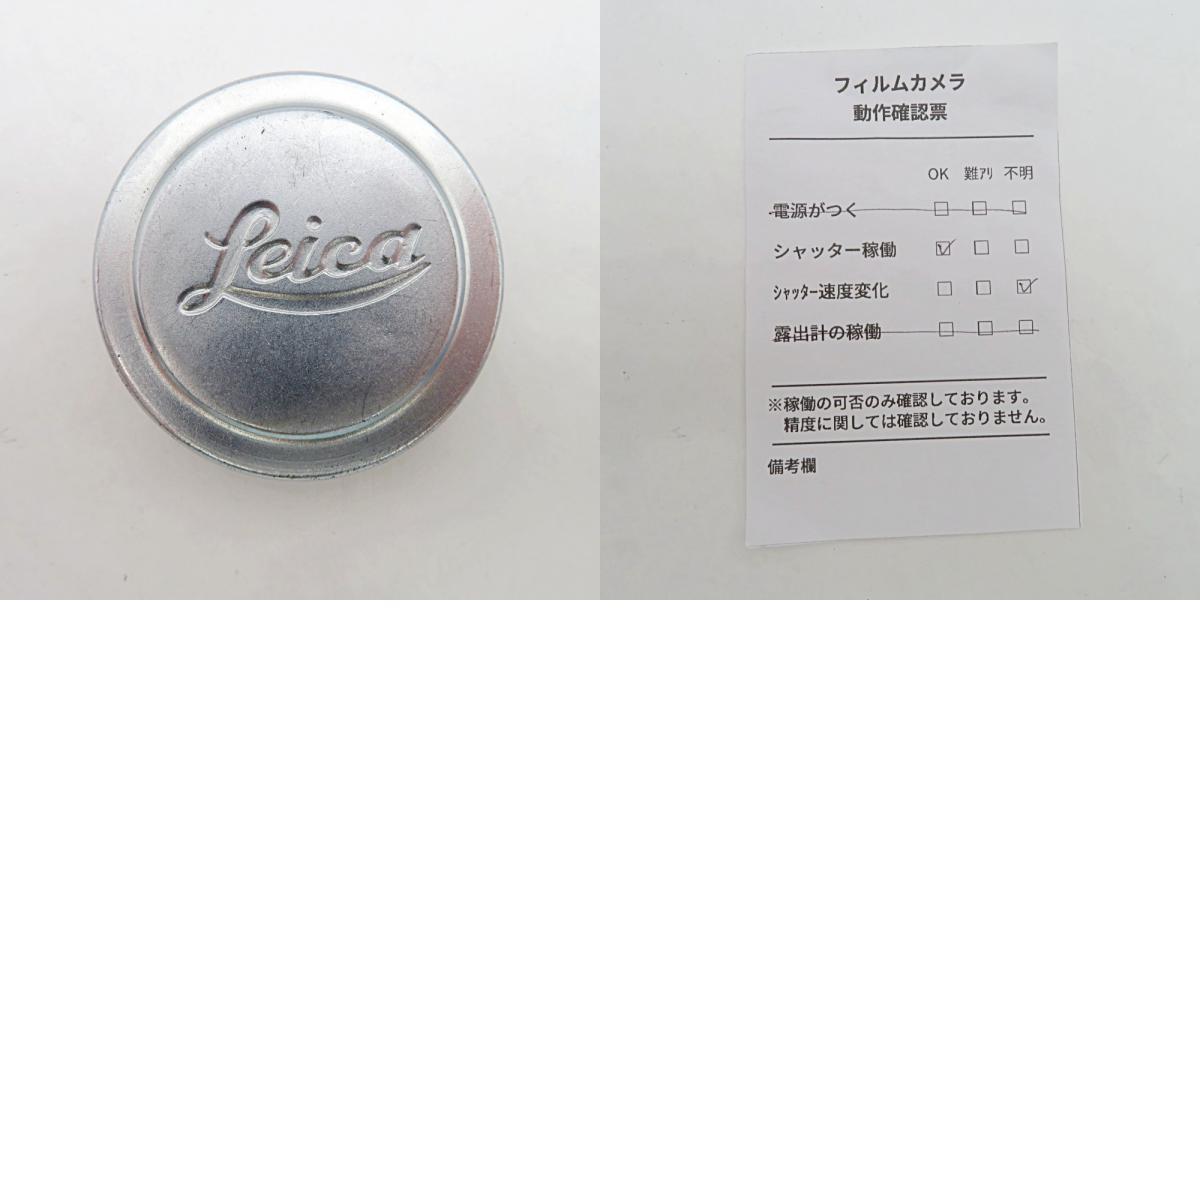 Leica
フィルムカメラ
動作確認票
OK 難アリ 不明
電源がつく □ □ □
シャッター稼働 ☑ □ □
シャッター速度変化 □ □ ☑
露出計の稼働 □ □ □
※稼働の可否のみ確認しております。
精度に関しては確認しておりません。
備考欄